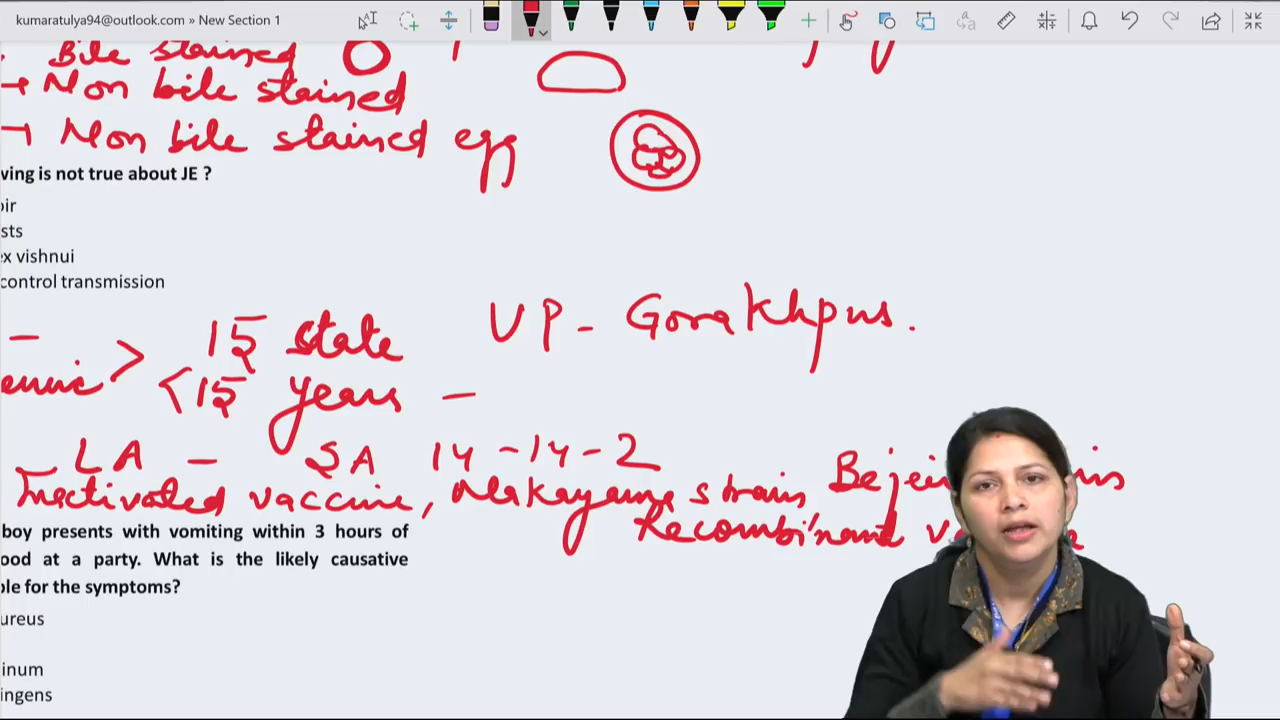 kumaratulya94@outlook.com » New Section 1
Bile stained
→ Non bile stained
→ Non bile stained egg
ving is not true about JE ?
oir
sts
ex vishnui
control transmission
15 state UP - Gorakhpur.
emic > <15 years -
LA - SA 14-14-2
Inactivated vaccine, Nakayama strain,
Recombinant
boy presents with vomiting within 3 hours of
ood at a party. What is the likely causative
ole for the symptoms?
ureus
inum
ingens